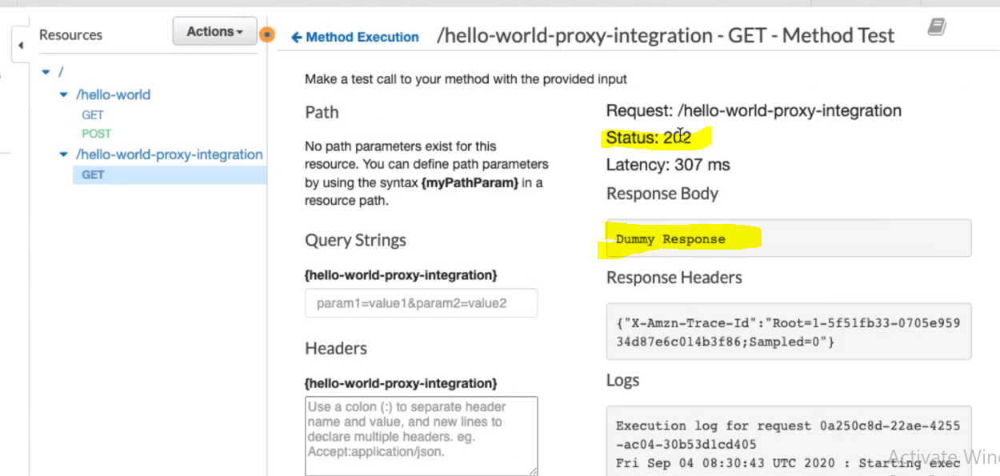 Resources
Actions
Method Execution
/hello-world-proxy-integration - GET - Method Test
/
/hello-world
GET
POST
/hello-world-proxy-integration
GET
Make a test call to your method with the provided input
Path
No path parameters exist for this
resource. You can define path parameters
by using the syntax {myPathParam} in a
resource path.
Query Strings
{hello-world-proxy-integration}
param1=value1&param2=value2
Headers
{hello-world-proxy-integration}
Use a colon (:) to separate header
name and value, and new lines to
declare multiple headers. eg.
Accept:application/json.
Request: /hello-world-proxy-integration
Status: 202
Latency: 307 ms
Response Body
Dummy Response
Response Headers
{"X-Amzn-Trace-Id":"Root=1-5f51fb33-0705e959
34d87e6c014b3f86;Sampled=0"}
Logs
Execution log for request 0a250c8d-22ae-4255
-ac04-30b53d1cd405
Fri Sep 04 08:30:43 UTC 2020 : Starting exec
Activate Win